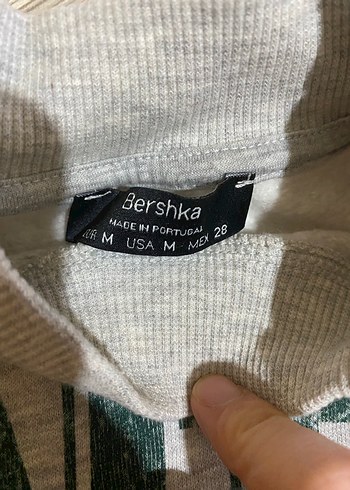 Bershka
MADE IN PORTUGAL
EUR M USA M MEX 28